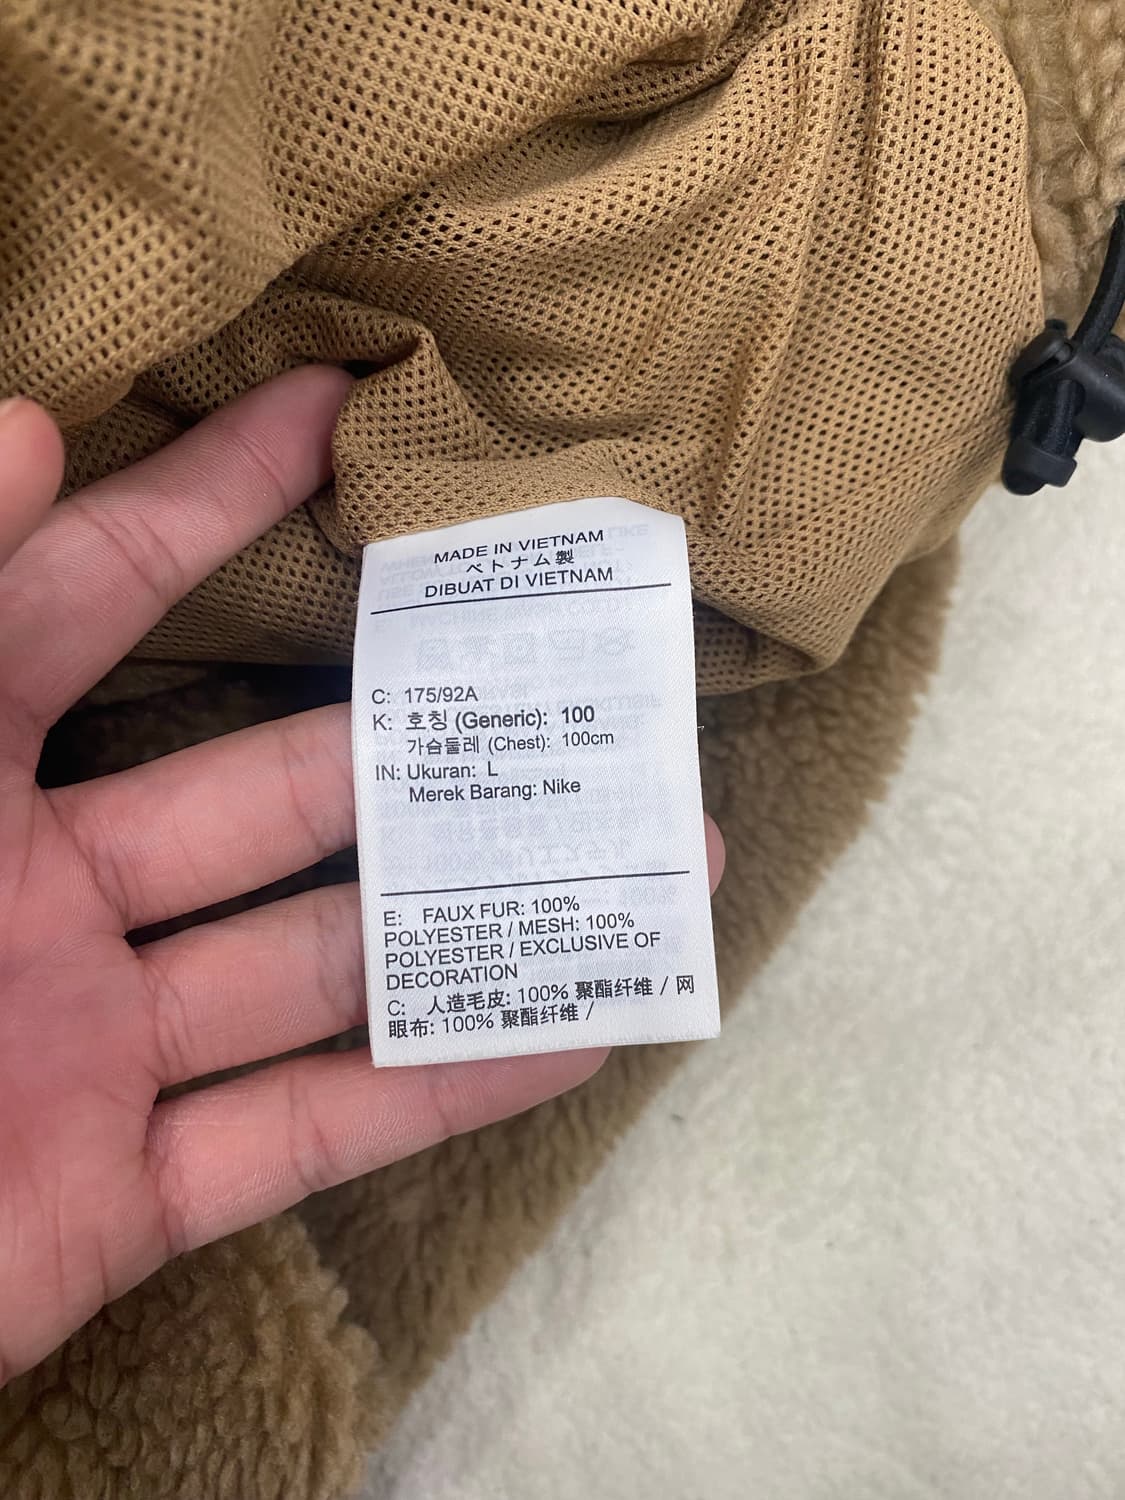 MADE IN VIETNAM
ベトナム製
DIBUAT DI VIETNAM
C: 175/92A
K: 호칭 (Generic): 100
가슴둘레 (Chest): 100cm
IN: Ukuran: L
Merek Barang: Nike
E: FAUX FUR: 100%
POLYESTER / MESH: 100%
POLYESTER / EXCLUSIVE OF
DECORATION
C: 人造毛皮: 100% 聚酯纤维 / 网
眼布: 100% 聚酯纤维 /